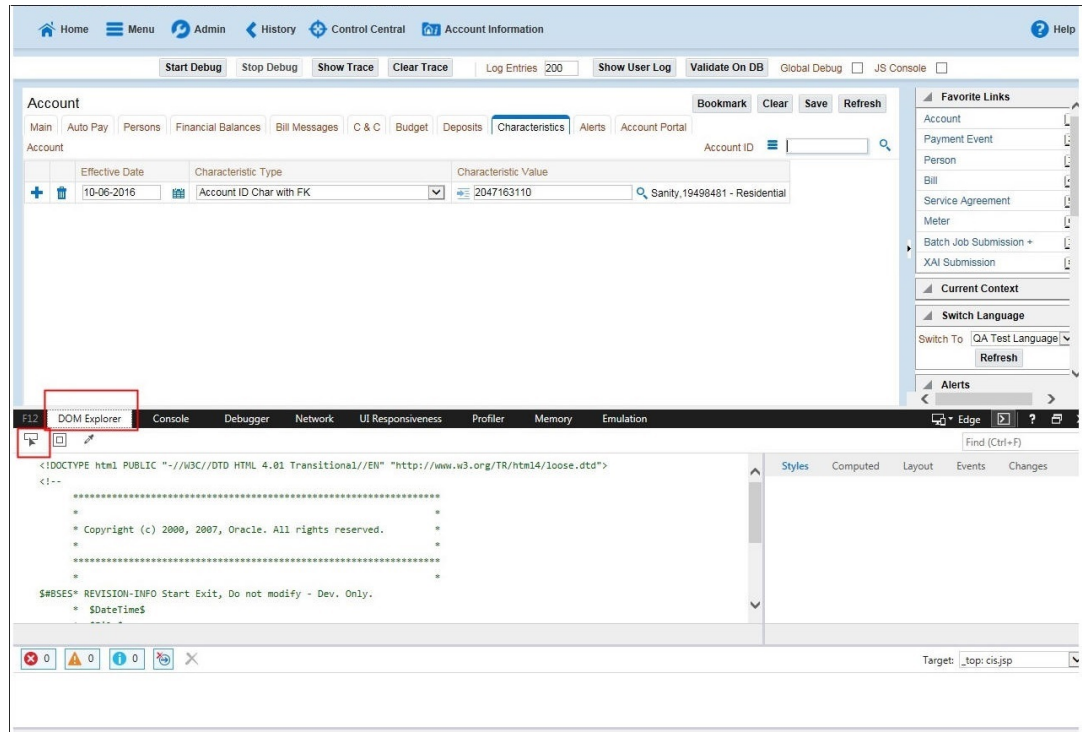 Home Menu Admin History Control Central Account Information Help
Start Debug Stop Debug Show Trace Clear Trace Log Entries 200 Show User Log Validate On DB Global Debug JS Console
Account Bookmark Clear Save Refresh
Main Auto Pay Persons Financial Balances Bill Messages C & C Budget Deposits Characteristics Alerts Account Portal
Account Account ID
Effective Date Characteristic Type Characteristic Value
10-06-2016 Account ID Char with FK 2047163110 Sanity,19498481 - Residential
Favorite Links
Account
Payment Event
Person
Bill
Service Agreement
Meter
Batch Job Submission +
XAI Submission
Current Context
Switch Language
Switch To QA Test Language
Refresh
Alerts
F12 DOM Explorer Console Debugger Network UI Responsiveness Profiler Memory Emulation Edge ?
Find (Ctrl+F)
<!DOCTYPE html PUBLIC "-//W3C//DTD HTML 4.01 Transitional//EN" "http://www.w3.org/TR/html4/loose.dtd">
<!--
**********************************************************************
* *
* Copyright (c) 2000, 2007, Oracle. All rights reserved. *
* *
**********************************************************************
* *
$#BSES* REVISION-INFO Start Exit, Do not modify - Dev. Only.
* $DateTime$
Styles Computed Layout Events Changes
0 0 0 Target: _top: cis.jsp